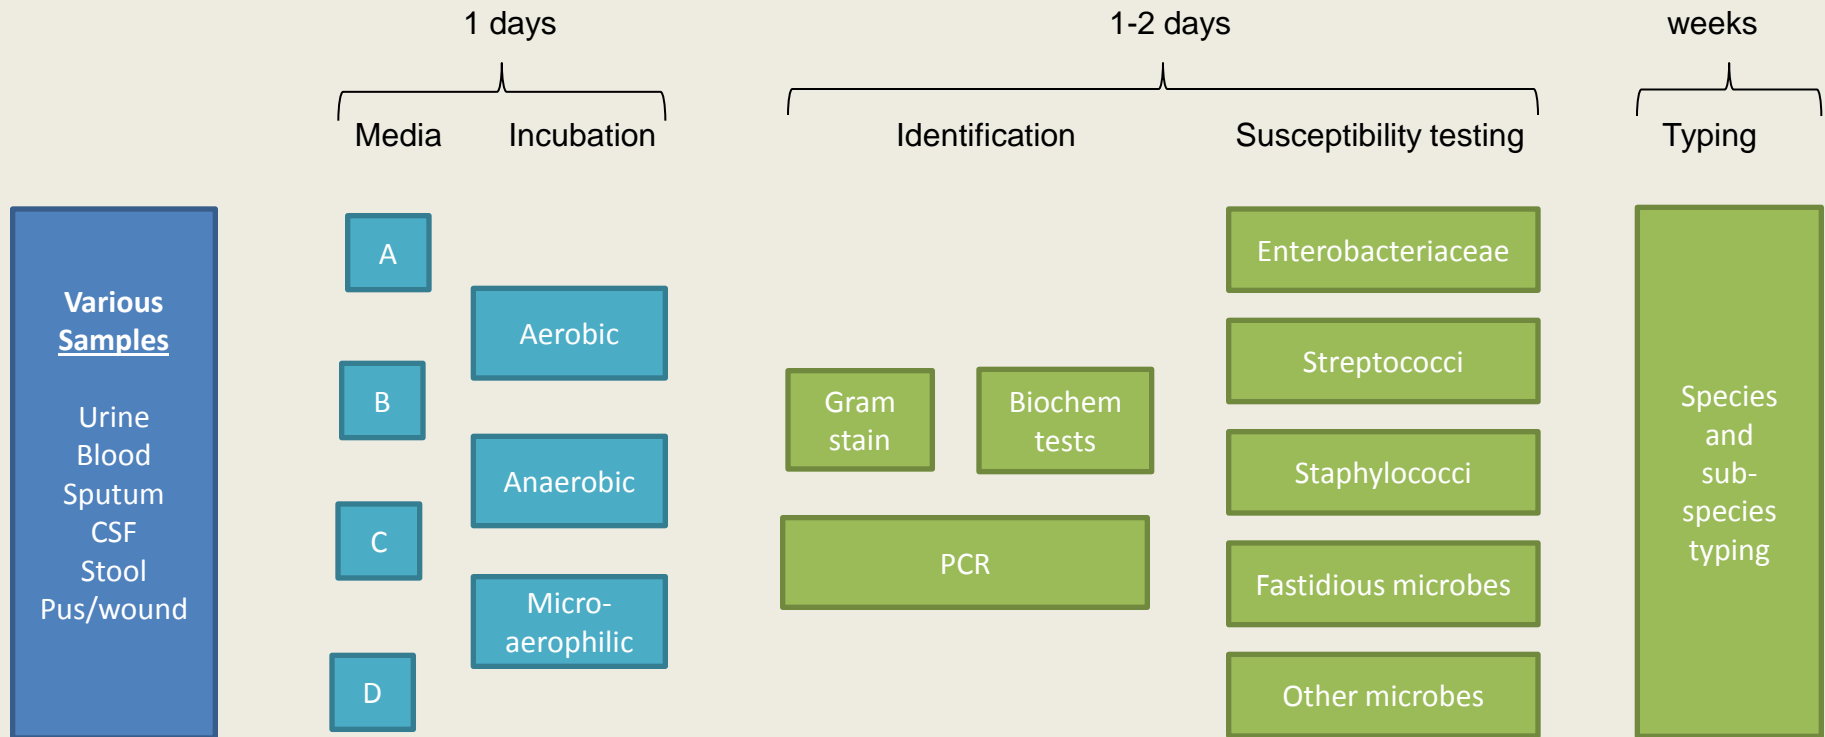 1 days
1-2 days
weeks
Media
Incubation
Identification
Susceptibility testing
Typing
Various
Samples
Urine
Blood
Sputum
CSF
Stool
Pus/wound
A
B
C
D
Aerobic
Anaerobic
Micro-
aerophilic
Gram
stain
Biochem
tests
PCR
Enterobacteriaceae
Streptococci
Staphylococci
Fastidious microbes
Other microbes
Species
and
sub-
species
typing